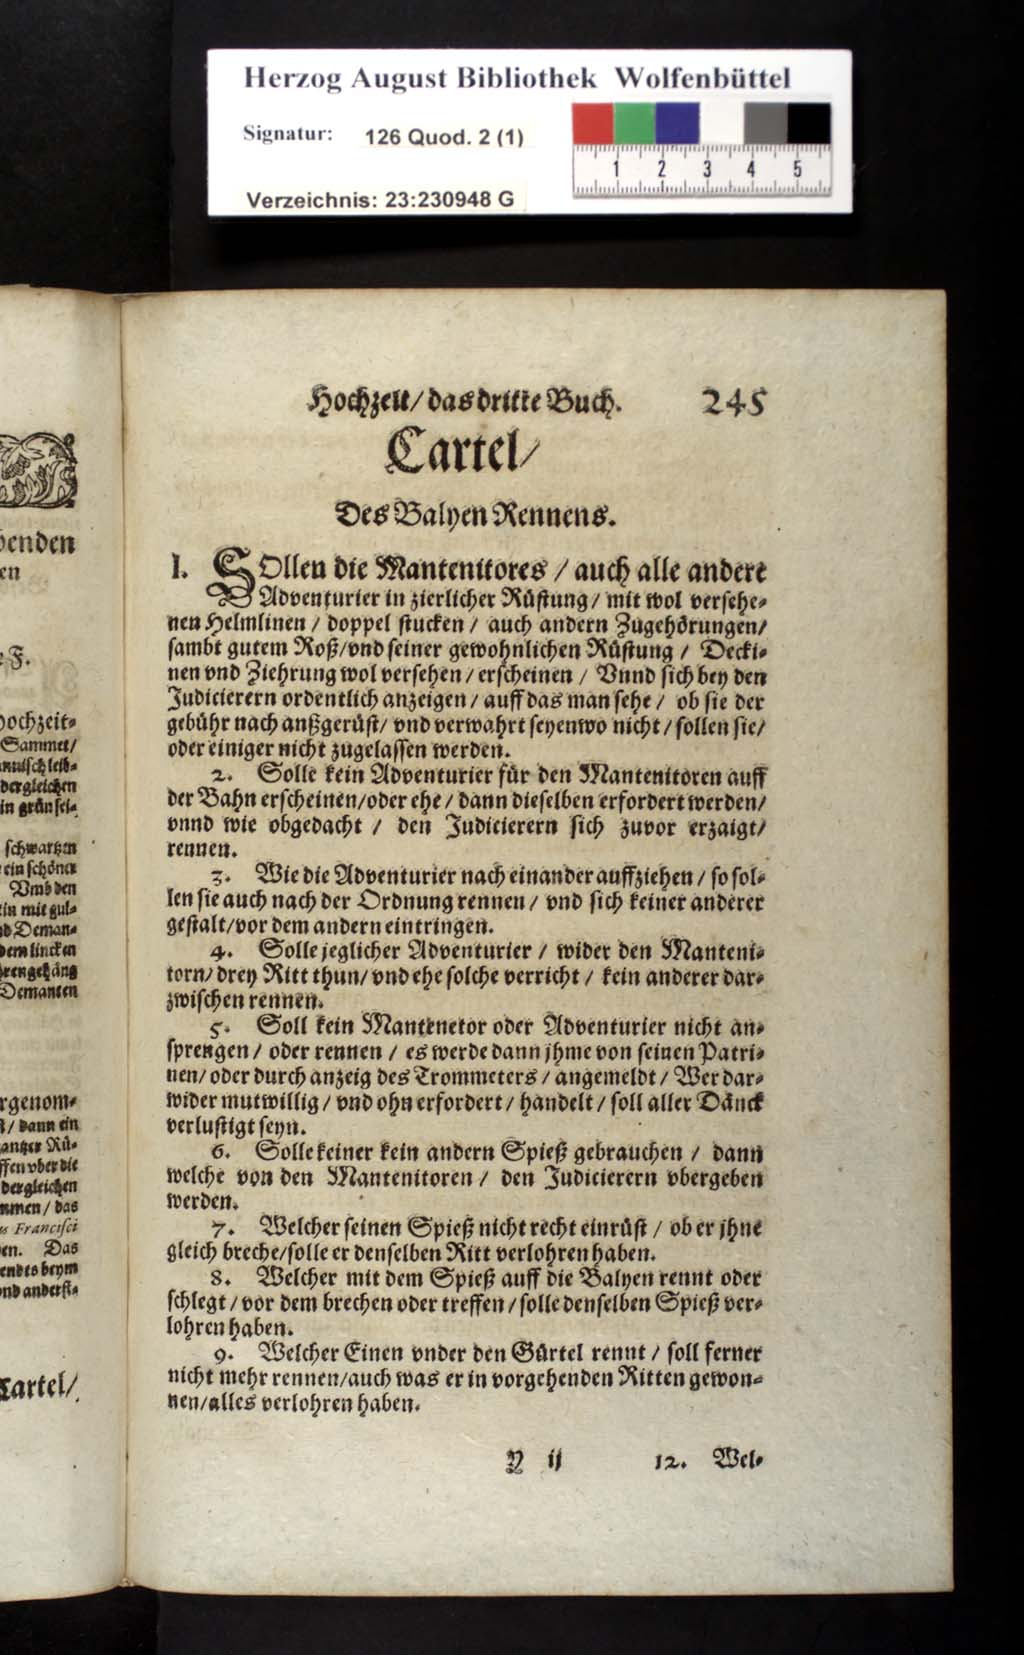 Herzog August Bibliothek Wolfenbüttel
Signatur: 126 Quod. 2 (1)
Verzeichnis: 23:230948 G
1 2 3 4 5
Hochzeit/das dritte Buch. 245
Cartel/
Des Balyen Rennens.
I. SOllen die Mantenitores / auch alle andere
Adventurier in zierlicher Rüstung/ mit wol versehe-
nen Helmlinen / doppel stucken / auch andern Zugehörungen/
sambt gutem Roß/vnd seiner gewohnlichen Rüstung / Decki-
nen vnd Ziehrung wol versehen / erscheinen / Vnnd sich bey den
Judicierern ordentlich anzeigen / auff das man sehe / ob sie der
gebühr nach anßgerüst/ vnd verwahrt seyenwo nicht/ sollen sie/
oder einiger nicht zugelassen werden.
2. Solle kein Adventurier für den Mantenitoren auff
der Bahn erscheinen/oder ehe / dann dieselben erfordert werden/
vnnd wie obgedacht / den Judicierern sich zuvor erzaigt/
rennen.
3. Wie die Adventurier nach einander auffziehen / so sol-
len sie auch nach der Ordnung rennen / vnd sich keiner anderer
gestalt/vor dem andern eintringen.
4. Solle jeglicher Adventurier / wider den Manteni-
torn/ drey Ritt thun/ vnd ehe solche verricht / kein anderer dar-
zwischen rennen.
5. Soll kein Mantenetor oder Adventurier nicht an-
sprengen / oder rennen / es werde dann jhme von seinen Patri-
nen/ oder durch anzeig des Trommeters / angemeldt / Wer dar-
wider mutwillig / vnd ohn erfordert / handelt / soll aller Dänck
verlustigt seyn.
6. Solle keiner kein andern Spieß gebrauchen / dann
welche von den Mantenitoren / den Judicierern vbergeben
werden.
7. Welcher seinen Spieß nicht recht einrüst / ob er jhne
gleich breche/solle er denselben Ritt verlohren haben.
8. Welcher mit dem Spieß auff die Balyen rennt oder
schlegt / vor dem brechen oder treffen / solle denselben Spieß ver-
lohren haben.
9. Welcher Einen vnder den Gürtel rennt / soll ferner
nicht mehr rennen/auch was er in vorgehenden Ritten gewon-
nen/alles verlohren haben.
Y ij 12. Wel-